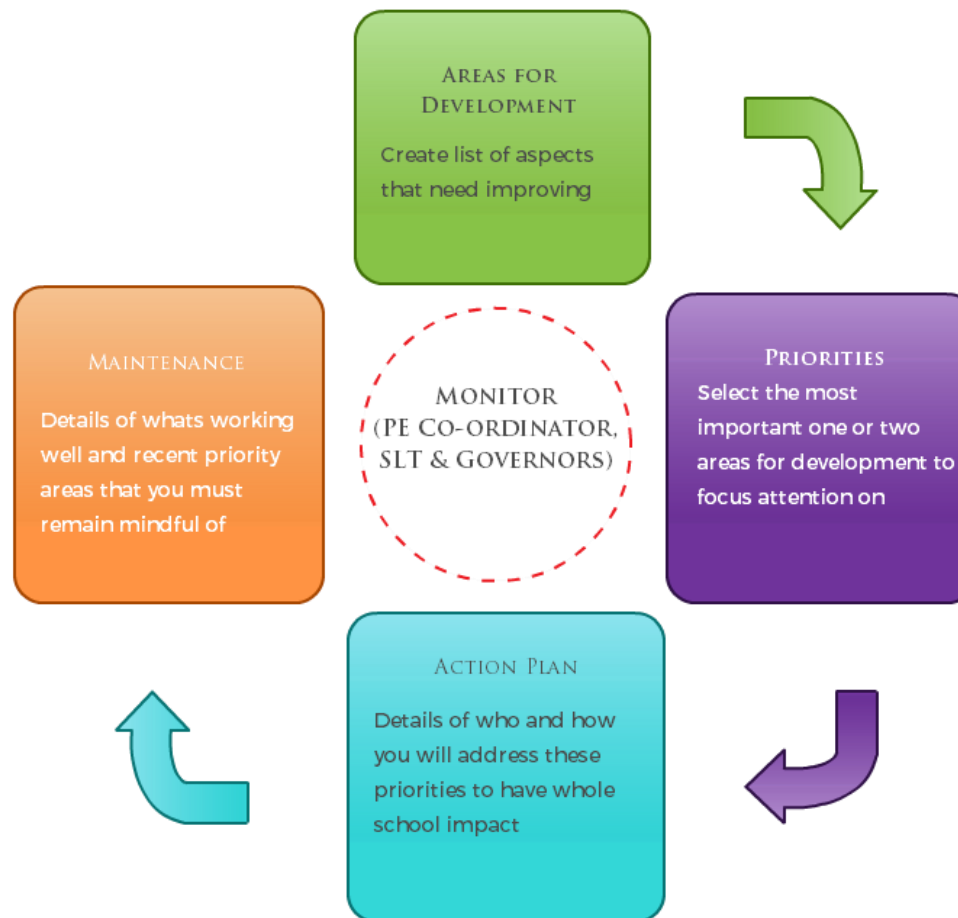 AREAS FOR
DEVELOPMENT
Create list of aspects
that need improving
MAINTENANCE
Details of whats working
well and recent priority
areas that you must
remain mindful of
MONITOR
(PE CO-ORDINATOR,
SLT & GOVERNORS)
PRIORITIES
Select the most
important one or two
areas for development to
focus attention on
ACTION PLAN
Details of who and how
you will address these
priorities to have whole
school impact